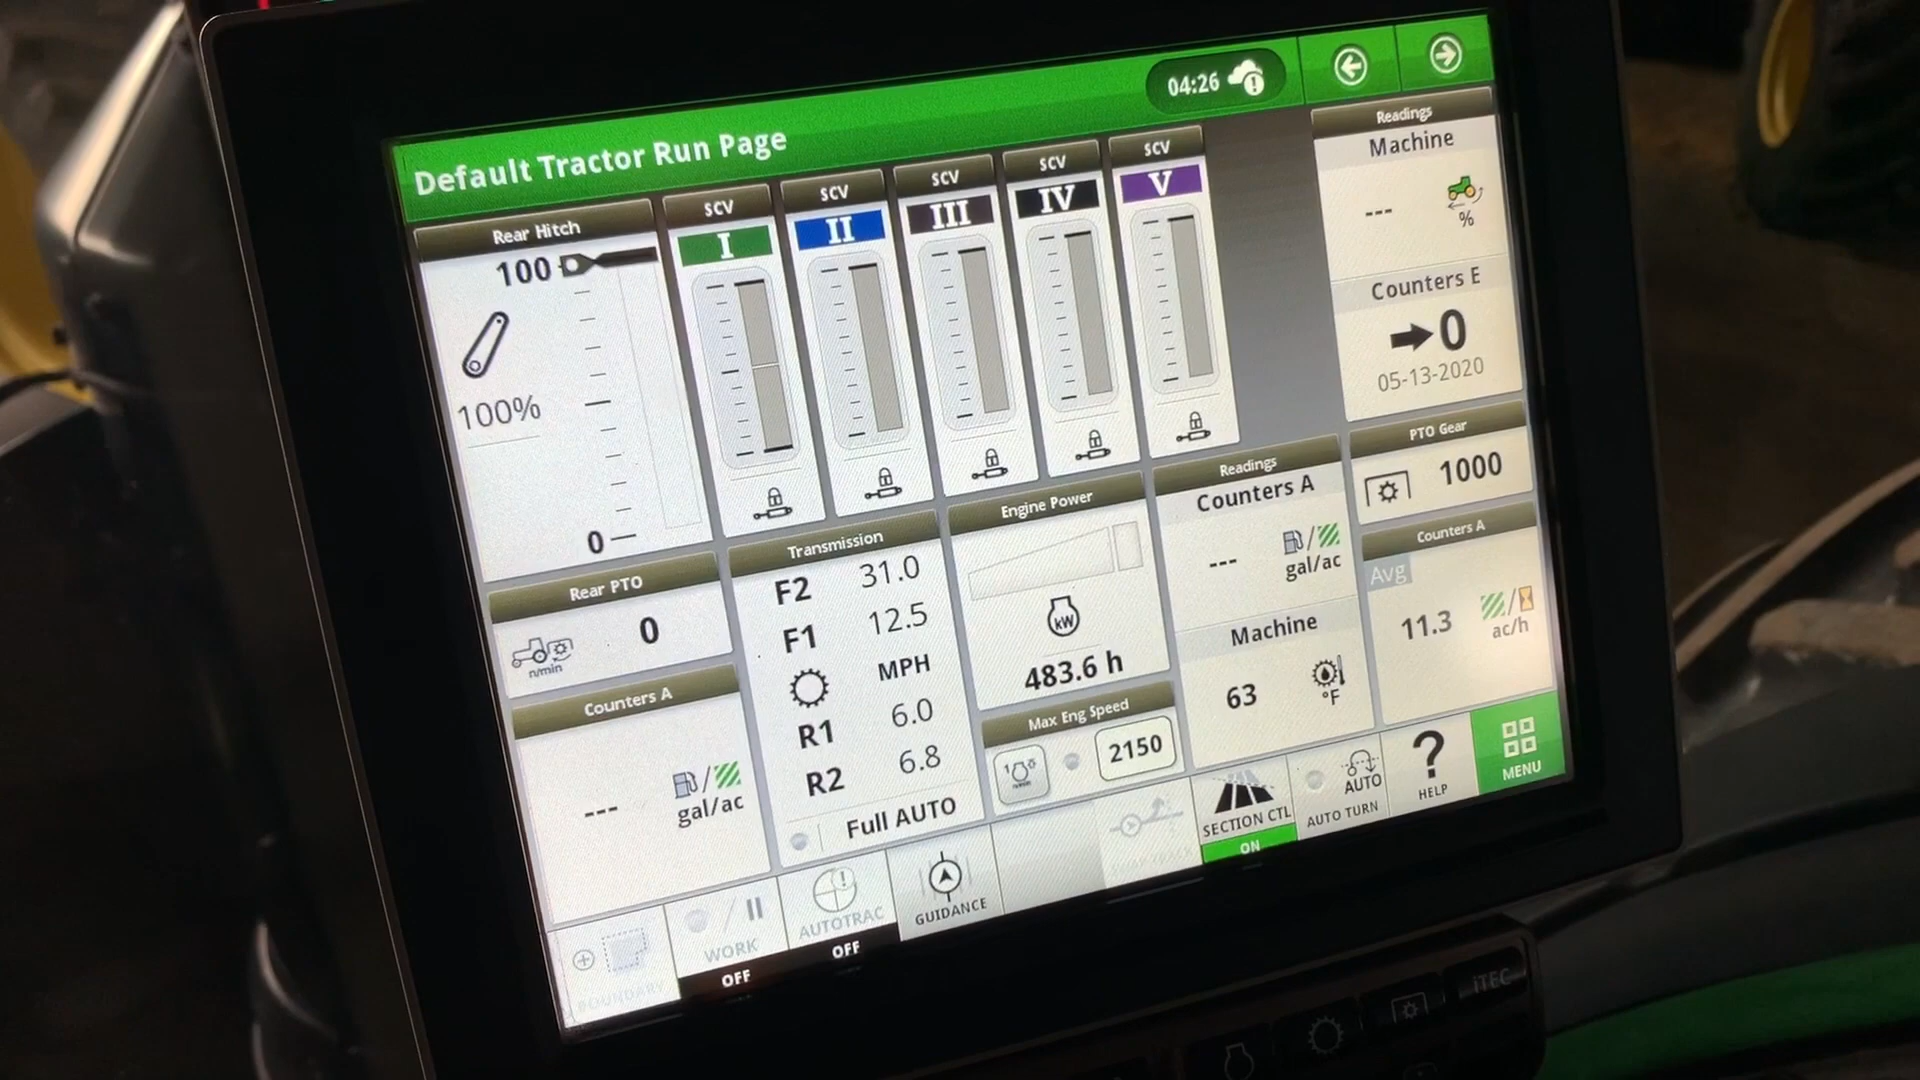 Default Tractor Run Page
04:26
Rear Hitch
100
100%
0
SCV
I
SCV
II
SCV
III
SCV
IV
SCV
V
Readings
Machine
---
%
Counters E
0
05-13-2020
PTO Gear
1000
Rear PTO
n/min
0
Transmission
F2 31.0
F1 12.5
MPH
R1 6.0
R2 6.8
Full AUTO
Engine Power
kW
483.6 h
Max Eng Speed
2150
Readings
Counters A
---
gal/ac
Machine
63
°F
Counters A
Avg
11.3
ac/h
Counters A
---
gal/ac
BOUNDARY
WORK
OFF
AUTOTRAC
OFF
GUIDANCE
SECTION CTL
ON
AUTO
AUTO TURN
?
HELP
MENU
iTEC